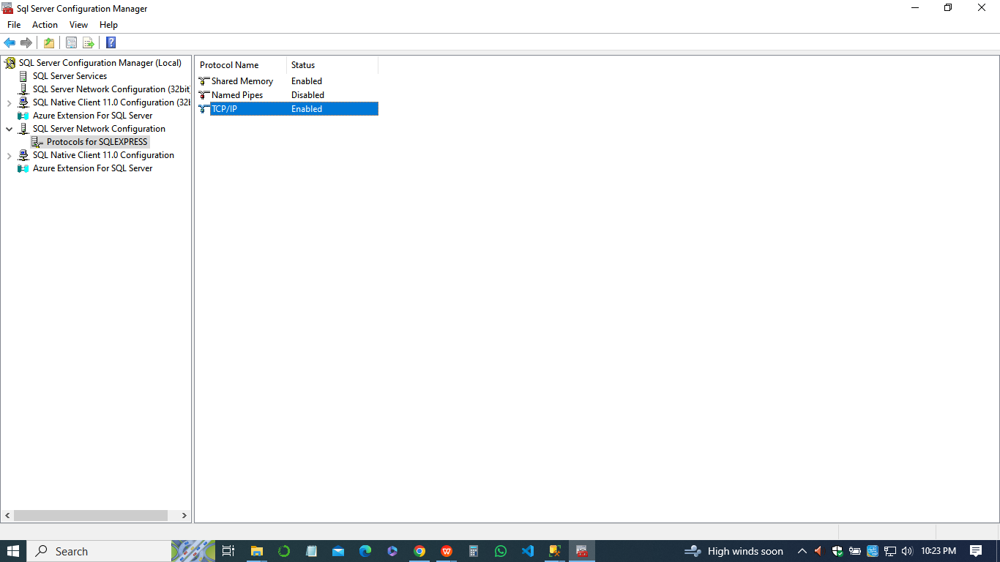 Sql Server Configuration Manager
File Action View Help
SQL Server Configuration Manager (Local)
SQL Server Services
SQL Server Network Configuration (32bit
SQL Native Client 11.0 Configuration (32
Azure Extension For SQL Server
SQL Server Network Configuration
Protocols for SQLEXPRESS
SQL Native Client 11.0 Configuration
Azure Extension For SQL Server
Protocol Name Status
Shared Memory Enabled
Named Pipes Disabled
TCP/IP Enabled
Search
High winds soon
10:23 PM